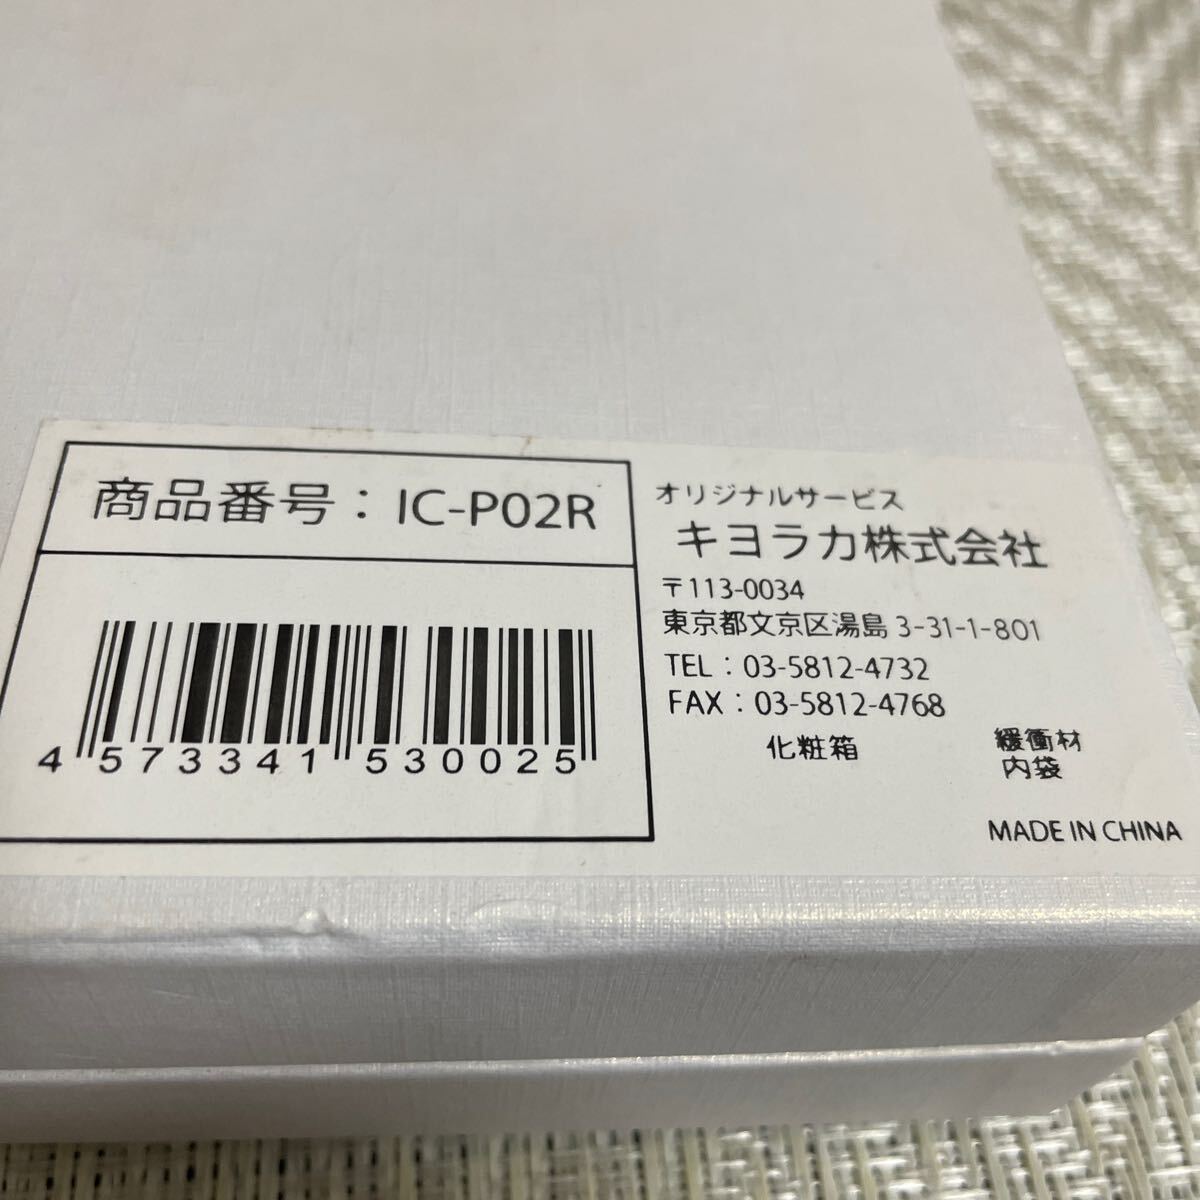 商品番号：IC-P02R
4 573341 530025
オリジナルサービス
キヨラカ株式会社
〒113-0034
東京都文京区湯島 3-31-1-801
TEL：03-5812-4732
FAX：03-5812-4768
化粧箱
緩衝材
内袋
MADE IN CHINA